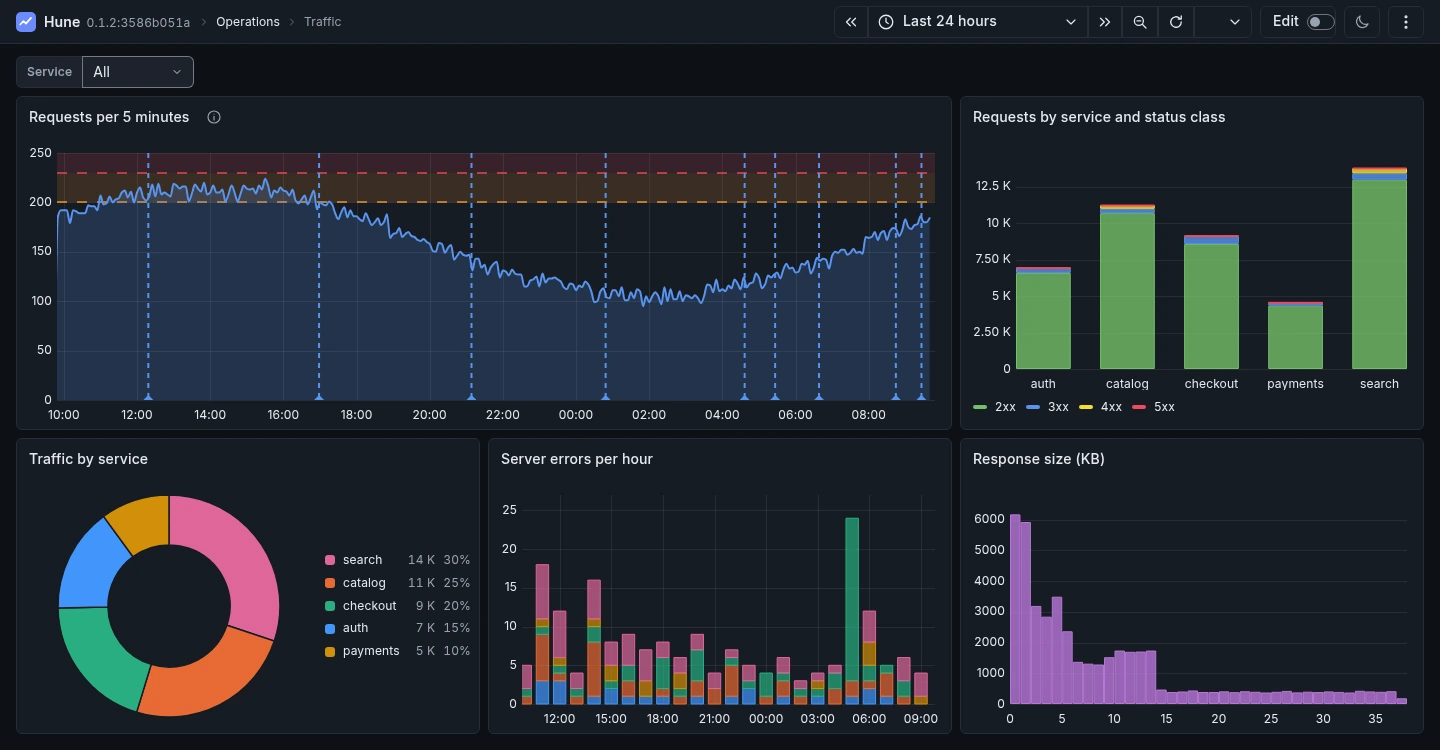 Hune 0.1.2:3586b051a > Operations > Traffic
Last 24 hours
Edit
Service All
Requests per 5 minutes
250
200
150
100
50
0
10:00 12:00 14:00 16:00 18:00 20:00 22:00 00:00 02:00 04:00 06:00 08:00
Requests by service and status class
12.5 K
10 K
7.50 K
5 K
2.50 K
0
auth catalog checkout payments search
2xx 3xx 4xx 5xx
Traffic by service
search 14 K 30%
catalog 11 K 25%
checkout 9 K 20%
auth 7 K 15%
payments 5 K 10%
Server errors per hour
25
20
15
10
5
0
12:00 15:00 18:00 21:00 00:00 03:00 06:00 09:00
Response size (KB)
6000
5000
4000
3000
2000
1000
0
0 5 10 15 20 25 30 35